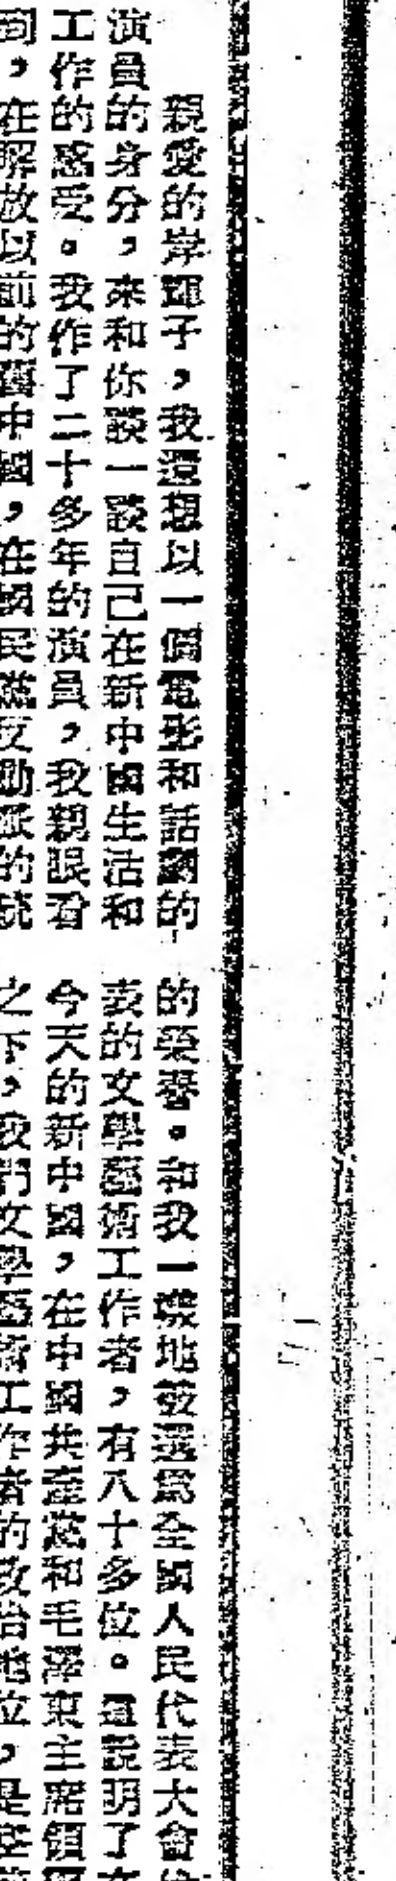 親愛的岸輝子，我還想以一個電影和話劇的
演員的身分，來和你談一談自己在新中國生活和
工作的感受。我作了二十多年的演員，我親眼看
到，在解放以前的舊中國，在國民黨反動派的統
的榮譽。和我一樣地被選為全國人民代表大會代
表的文學藝術工作者，有八十多位。這說明了在
今天的新中國，在中國共產黨和毛澤東主席領導
之下，我們文學藝術工作者的政治地位，是空前